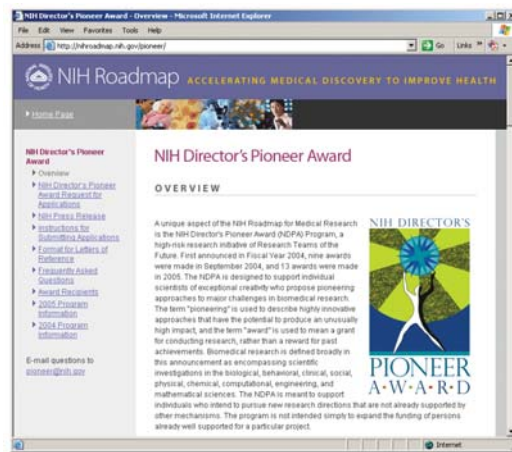 NIH Director's Pioneer Award - Overview - Microsoft Internet Explorer
File Edit View Favorites Tools Help
Address http://nihroadmap.nih.gov/pioneer/ Go Links »
NIH Roadmap ACCELERATING MEDICAL DISCOVERY TO IMPROVE HEALTH
Home Page
NIH Director's Pioneer
Award
Overview
NIH Director's Pioneer
Award Request for
Applications
NIH Press Release
Instructions for
Submitting Applications
Format for Letters of
Reference
Frequently Asked
Questions
Award Recipients
2005 Program
Information
2004 Program
Information
E-mail questions to
pioneer@nih.gov
NIH Director's Pioneer Award
OVERVIEW
A unique aspect of the NIH Roadmap for Medical Research
is the NIH Director's Pioneer Award (NDPA) Program, a
high-risk research initiative of Research Teams of the
Future. First announced in Fiscal Year 2004, nine awards
were made in September 2004, and 13 awards were made
in 2005. The NDPA is designed to support individual
scientists of exceptional creativity who propose pioneering
approaches to major challenges in biomedical research.
The term "pioneering" is used to describe highly innovative
approaches that have the potential to produce an unusually
high impact, and the term "award" is used to mean a grant
for conducting research, rather than a reward for past
achievements. Biomedical research is defined broadly in
this announcement as encompassing scientific
investigations in the biological, behavioral, clinical, social,
physical, chemical, computational, engineering, and
mathematical sciences. The NDPA is meant to support
individuals who intend to pursue new research directions that are not already supported by
other mechanisms. The program is not intended simply to expand the funding of persons
already well supported for a particular project.
NIH DIRECTOR'S
PIONEER
A•W•A•R•D
Internet